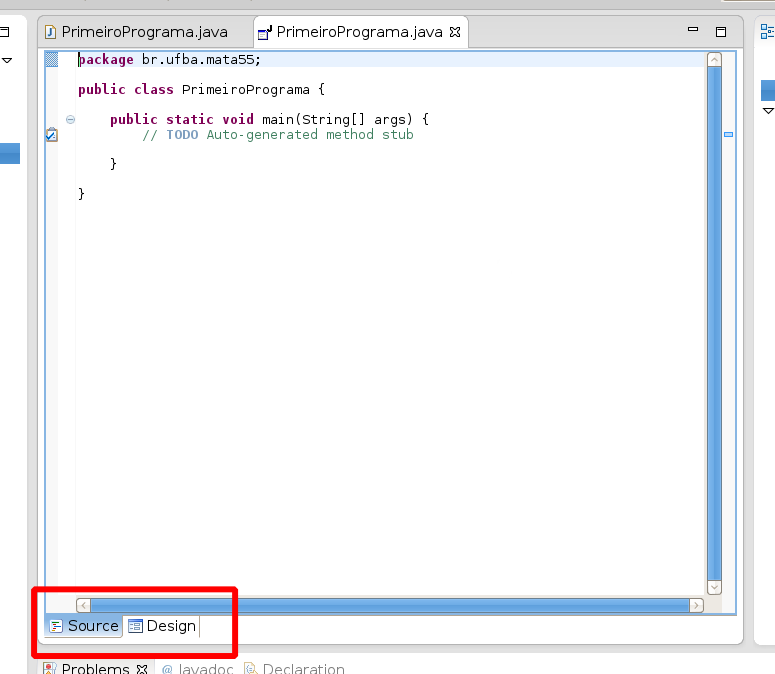 PrimeiroPrograma.java PrimeiroPrograma.java
package br.ufba.mata55;
public class PrimeiroPrograma {
public static void main(String[] args) {
// TODO Auto-generated method stub
}
}
Source Design
Problems @ Javadoc Declaration